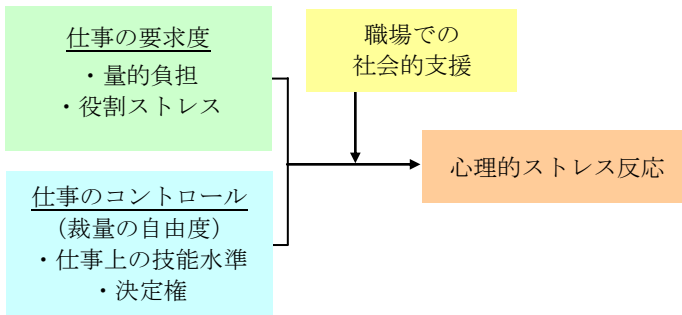 仕事の要求度
・量的負担
・役割ストレス
職場での
社会的支援
心理的ストレス反応
仕事のコントロール
（裁量の自由度）
・仕事上の技能水準
・決定権